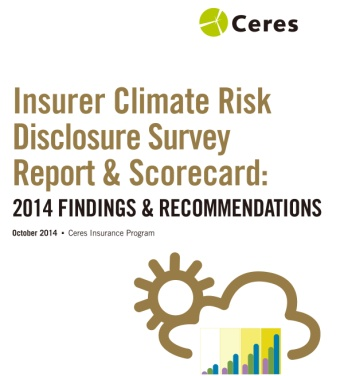 Ceres
Insurer Climate Risk
Disclosure Survey
Report & Scorecard:
2014 FINDINGS & RECOMMENDATIONS
October 2014 • Ceres Insurance Program